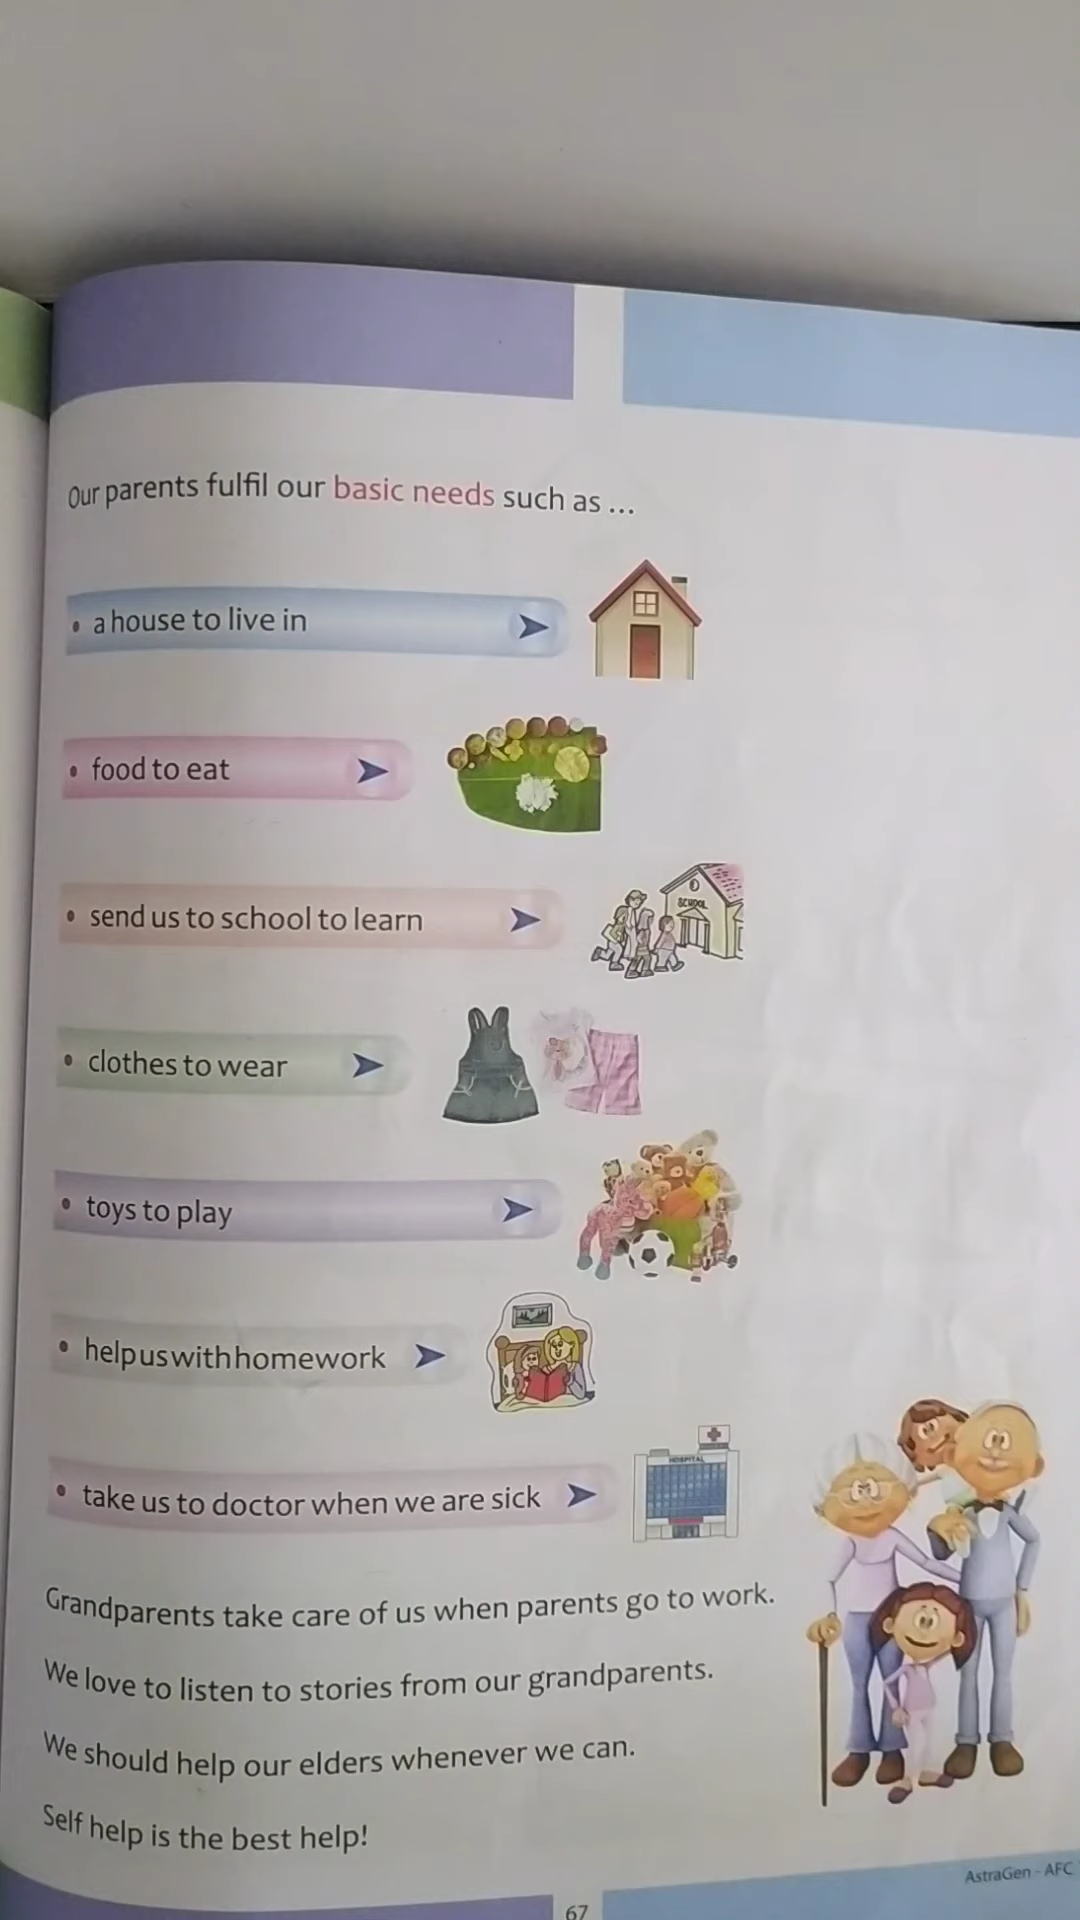 Our parents fulfil our basic needs such as ...
• a house to live in
• food to eat
• send us to school to learn
SCHOOL
• clothes to wear
• toys to play
• help us with homework
• take us to doctor when we are sick
HOSPITAL
Grandparents take care of us when parents go to work.
We love to listen to stories from our grandparents.
We should help our elders whenever we can.
Self help is the best help!
AstraGen - AFC
67